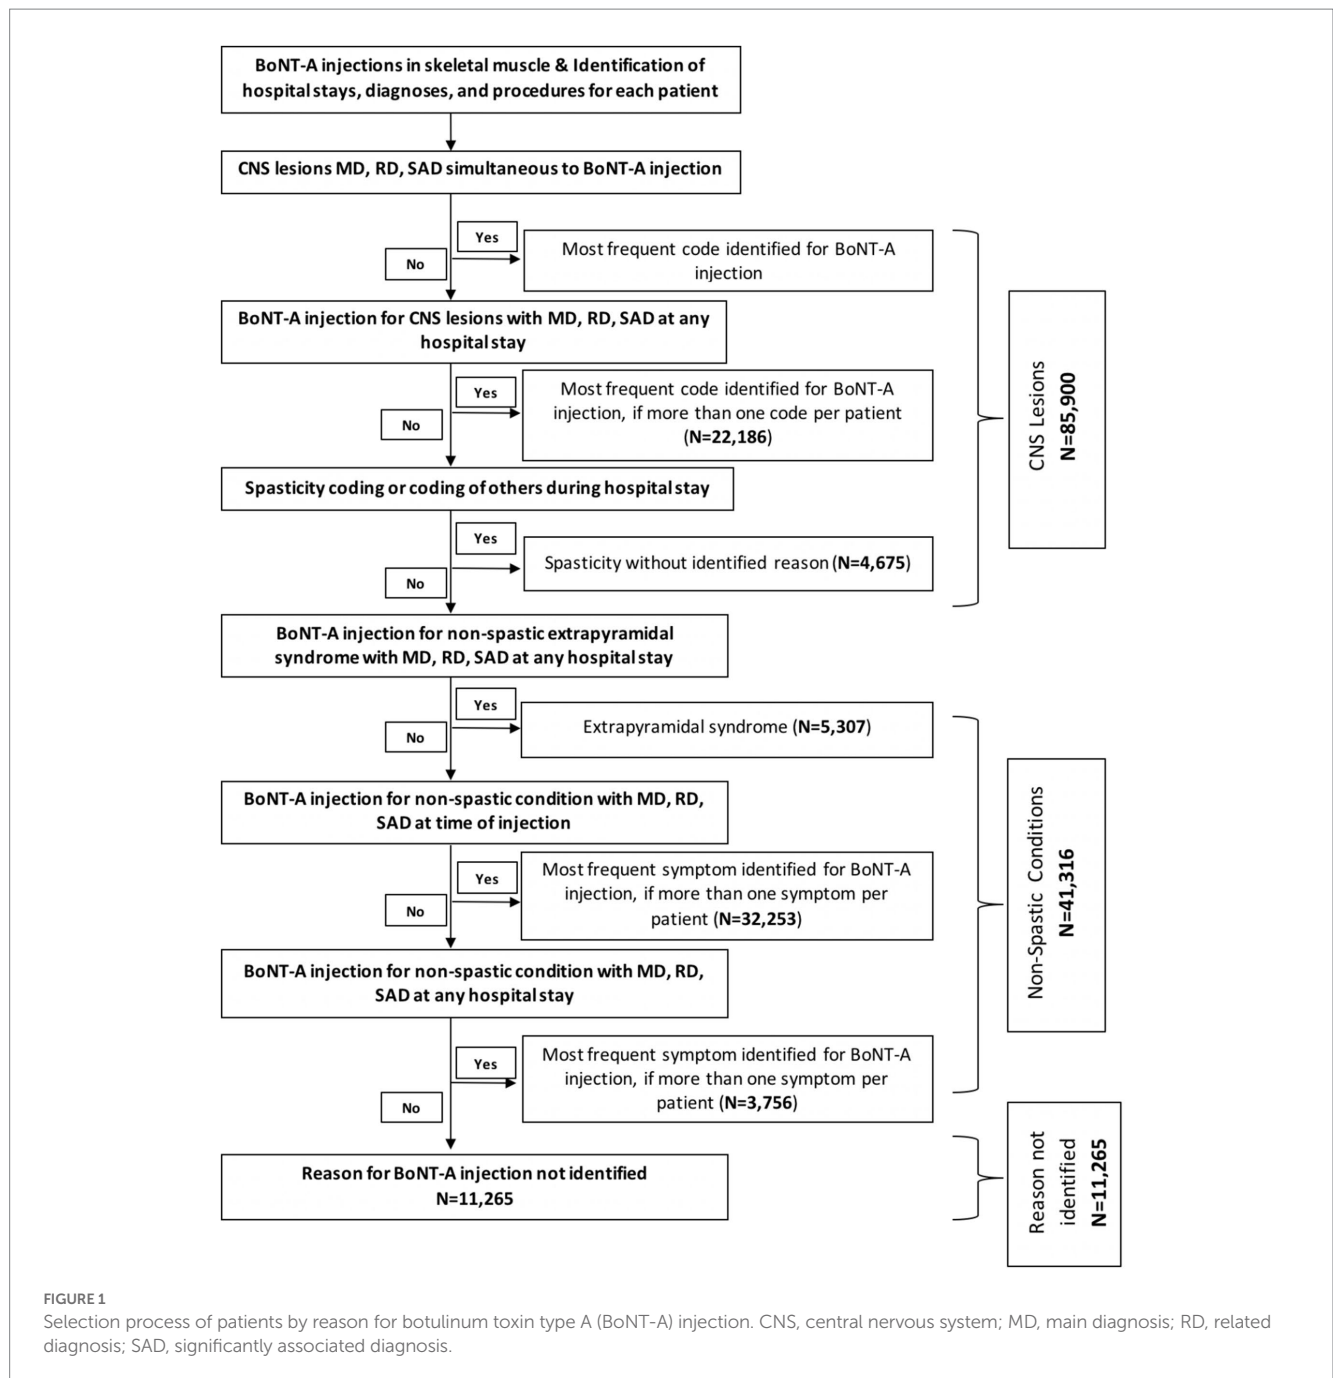 BoNT-A injections in skeletal muscle & Identification of
hospital stays, diagnoses, and procedures for each patient
CNS lesions MD, RD, SAD simultaneous to BoNT-A injection
Yes
No
Most frequent code identified for BoNT-A
injection
BoNT-A injection for CNS lesions with MD, RD, SAD at any
hospital stay
Yes
No
Most frequent code identified for BoNT-A
injection, if more than one code per patient
(N=22,186)
Spasticity coding or coding of others during hospital stay
Yes
No
Spasticity without identified reason (N=4,675)
CNS Lesions
N=85,900
BoNT-A injection for non-spastic extrapyramidal
syndrome with MD, RD, SAD at any hospital stay
Yes
No
Extrapyramidal syndrome (N=5,307)
BoNT-A injection for non-spastic condition with MD, RD,
SAD at time of injection
Yes
No
Most frequent symptom identified for BoNT-A
injection, if more than one symptom per
patient (N=32,253)
BoNT-A injection for non-spastic condition with MD, RD,
SAD at any hospital stay
Yes
No
Most frequent symptom identified for BoNT-A
injection, if more than one symptom per
patient (N=3,756)
Non-Spastic Conditions
N=41,316
Reason for BoNT-A injection not identified
N=11,265
Reason not
identified
N=11,265
FIGURE 1
Selection process of patients by reason for botulinum toxin type A (BoNT-A) injection. CNS, central nervous system; MD, main diagnosis; RD, related
diagnosis; SAD, significantly associated diagnosis.